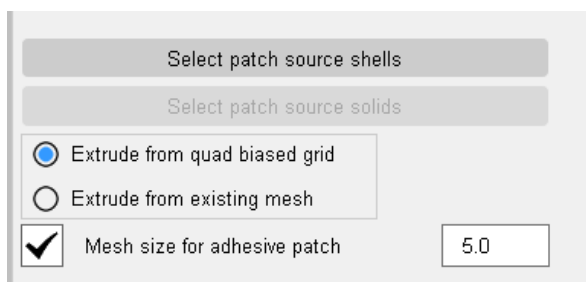 Select patch source shells
Select patch source solids
Extrude from quad biased grid
Extrude from existing mesh
Mesh size for adhesive patch 5.0